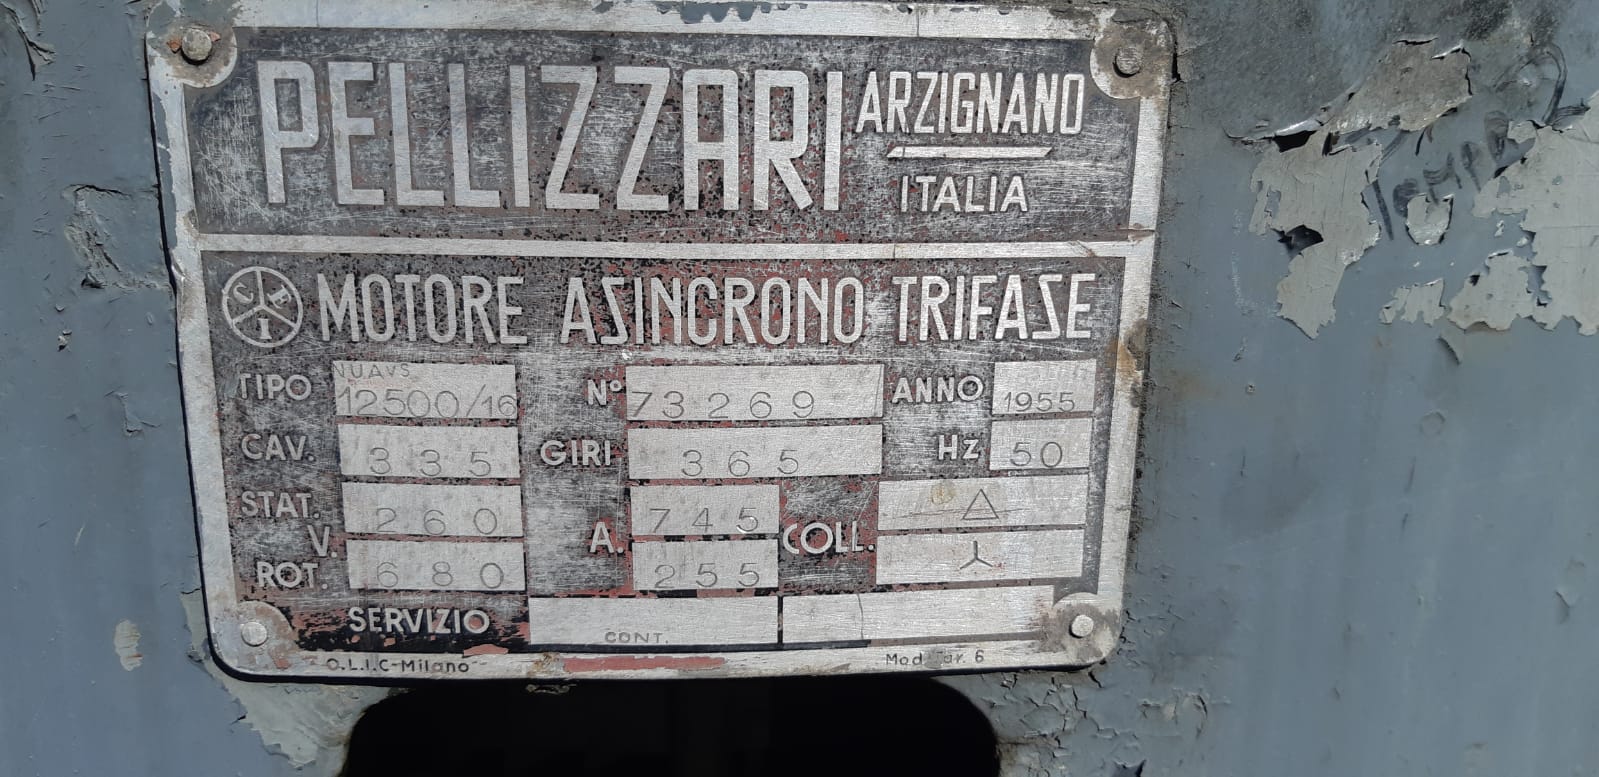 PELLIZZARI ARZIGNANO
ITALIA
CEI MOTORE ASINCRONO TRIFASE
TIPO NUAVS 12500/16 N° 73269 ANNO 1955
CAV. 335 GIRI 365 Hz 50
STAT. 260 745 △
V. A. COLL.
ROT. 680 255
SERVIZIO CONT.
O.L.I.C-Milano Mod Tar. 6